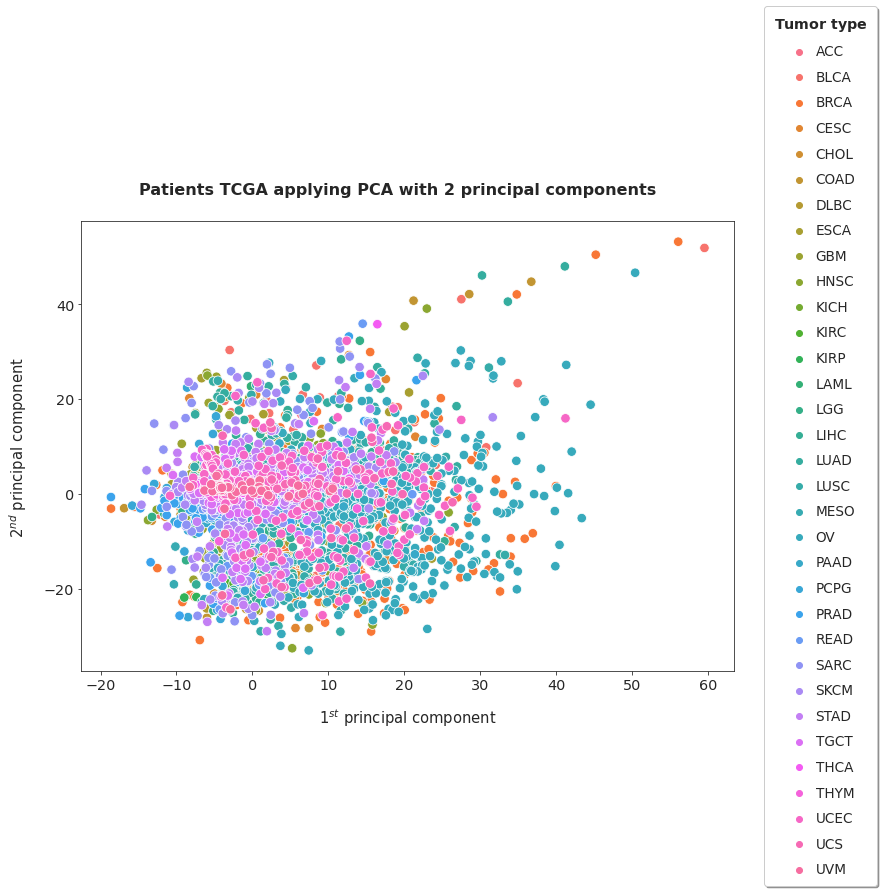 Tumor type
ACC
BLCA
BRCA
CESC
CHOL
COAD
DLBC
ESCA
GBM
HNSC
KICH
KIRC
KIRP
LAML
LGG
LIHC
LUAD
LUSC
MESO
OV
PAAD
PCPG
PRAD
READ
SARC
SKCM
STAD
TGCT
THCA
THYM
UCEC
UCS
UVM
Patients TCGA applying PCA with 2 principal components
2nd principal component
40
20
0
−20
−20 −10 0 10 20 30 40 50 60
1st principal component